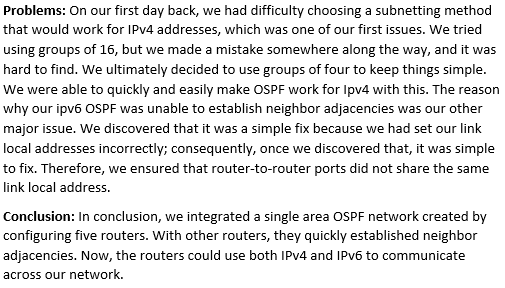 Problems: On our first day back, we had difficulty choosing a subnetting method
that would work for IPv4 addresses, which was one of our first issues. We tried
using groups of 16, but we made a mistake somewhere along the way, and it was
hard to find. We ultimately decided to use groups of four to keep things simple.
We were able to quickly and easily make OSPF work for Ipv4 with this. The reason
why our ipv6 OSPF was unable to establish neighbor adjacencies was our other
major issue. We discovered that it was a simple fix because we had set our link
local addresses incorrectly; consequently, once we discovered that, it was simple
to fix. Therefore, we ensured that router-to-router ports did not share the same
link local address.
Conclusion: In conclusion, we integrated a single area OSPF network created by
configuring five routers. With other routers, they quickly established neighbor
adjacencies. Now, the routers could use both IPv4 and IPv6 to communicate
across our network.